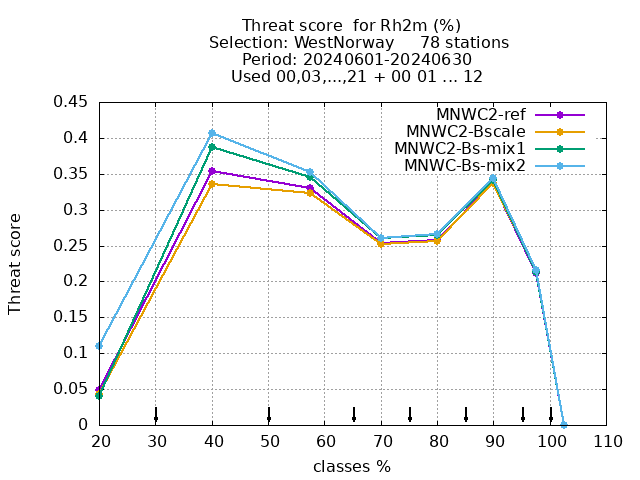 Threat score  for Rh2m (%)
Selection: WestNorway     78 stations
Period: 20240601-20240630
Used 00,03,...,21 + 00 01 ... 12
MNWC2-ref
MNWC2-Bscale
MNWC2-Bs-mix1
MNWC-Bs-mix2
Threat score
0.45
0.4
0.35
0.3
0.25
0.2
0.15
0.1
0.05
0
20 30 40 50 60 70 80 90 100 110
classes %